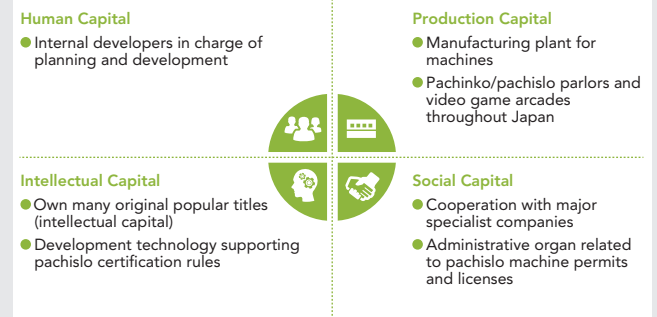 Human Capital
● Internal developers in charge of
planning and development
Production Capital
● Manufacturing plant for
machines
● Pachinko/pachislo parlors and
video game arcades
throughout Japan
Intellectual Capital
● Own many original popular titles
(intellectual capital)
● Development technology supporting
pachislo certification rules
Social Capital
● Cooperation with major
specialist companies
● Administrative organ related
to pachislo machine permits
and licenses